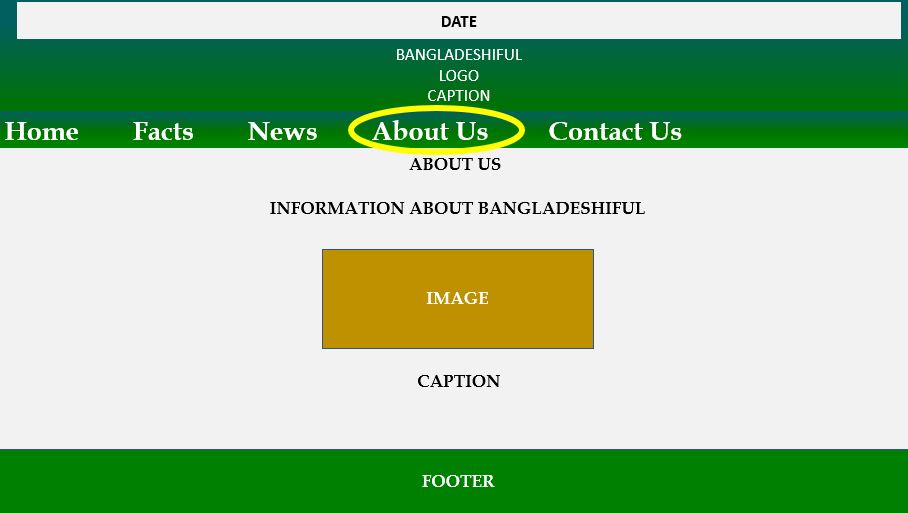 DATE
BANGLADESHIFUL
LOGO
CAPTION
Home Facts News About Us Contact Us
ABOUT US
INFORMATION ABOUT BANGLADESHIFUL
IMAGE
CAPTION
FOOTER